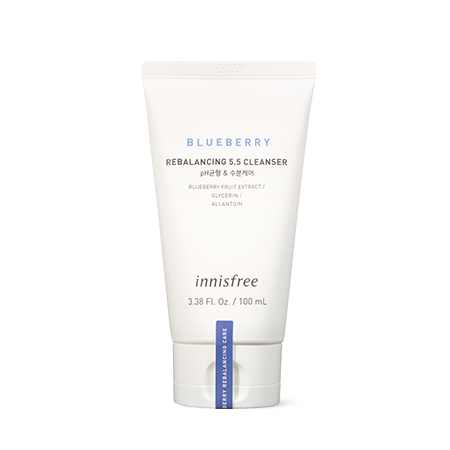 BLUEBERRY
REBALANCING 5.5 CLEANSER
pH균형 & 수분케어
BLUEBERRY FRUIT EXTRACT /
GLYCERIN /
ALLANTOIN
innisfree
3.38 Fl. Oz. / 100 mL
BERRY REBALANCING CARE